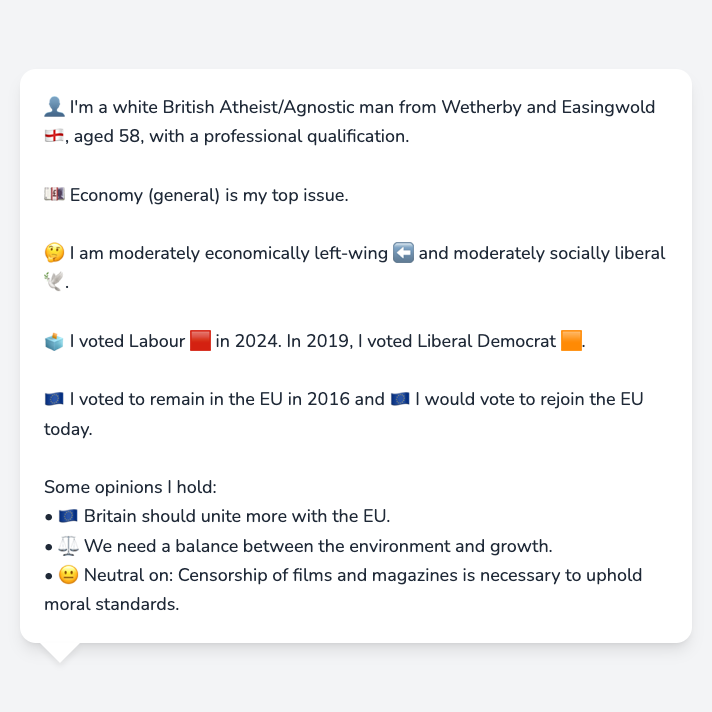 👤 I'm a white British Atheist/Agnostic man from Wetherby and Easingwold
🏴󠁧󠁢󠁥󠁮󠁧󠁿, aged 58, with a professional qualification.
💷 Economy (general) is my top issue.
🤔 I am moderately economically left-wing ⬅️ and moderately socially liberal
🕊️.
🗳️ I voted Labour 🟥 in 2024. In 2019, I voted Liberal Democrat 🟧.
🇪🇺 I voted to remain in the EU in 2016 and 🇪🇺 I would vote to rejoin the EU
today.
Some opinions I hold:
• 🇪🇺 Britain should unite more with the EU.
• ⚖️ We need a balance between the environment and growth.
• 😐 Neutral on: Censorship of films and magazines is necessary to uphold
moral standards.